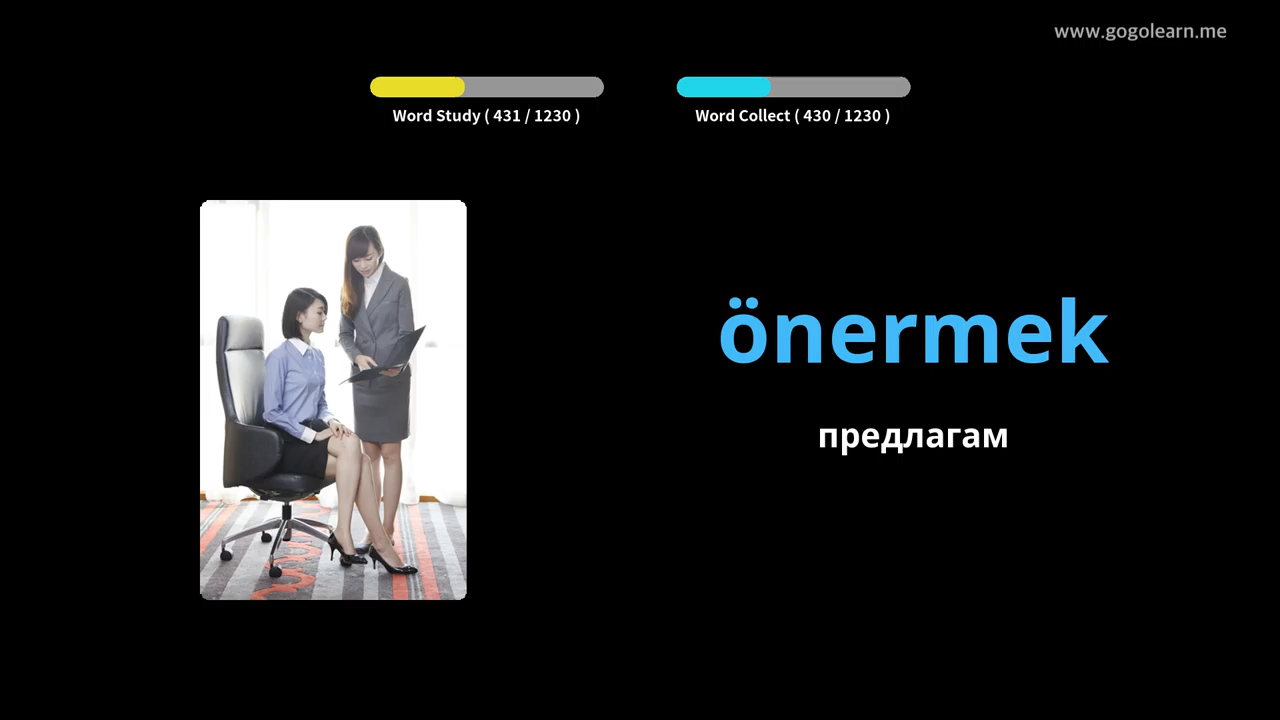 www.gogolearn.me
Word Study ( 431 / 1230 )
Word Collect ( 430 / 1230 )
önermek
предлагам